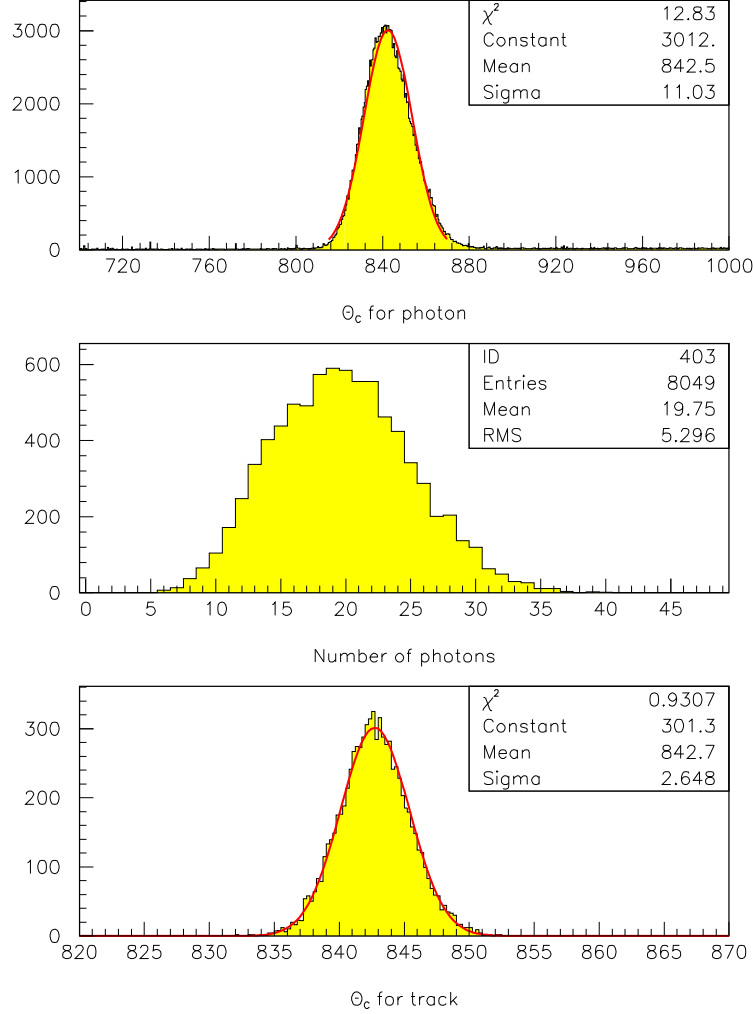 χ² 12.83
Constant 3012.
Mean 842.5
Sigma 11.03
3000
2000
1000
0
720 760 800 840 880 920 960 1000
Θc for photon
ID 403
Entries 8049
Mean 19.75
RMS 5.296
600
400
200
0
0 5 10 15 20 25 30 35 40 45
Number of photons
χ² 0.9307
Constant 301.3
Mean 842.7
Sigma 2.648
300
200
100
0
820 825 830 835 840 845 850 855 860 865 870
Θc for track